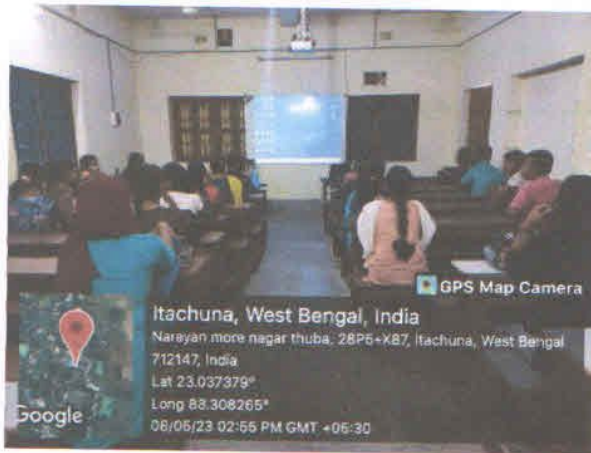 GPS Map Camera
Itachuna, West Bengal, India
Narayan more nagar thuba, 28P5+X87, Itachuna, West Bengal
712147, India
Lat 23.037379°
Long 88.308265°
06/05/23 02:55 PM GMT +05:30
Google